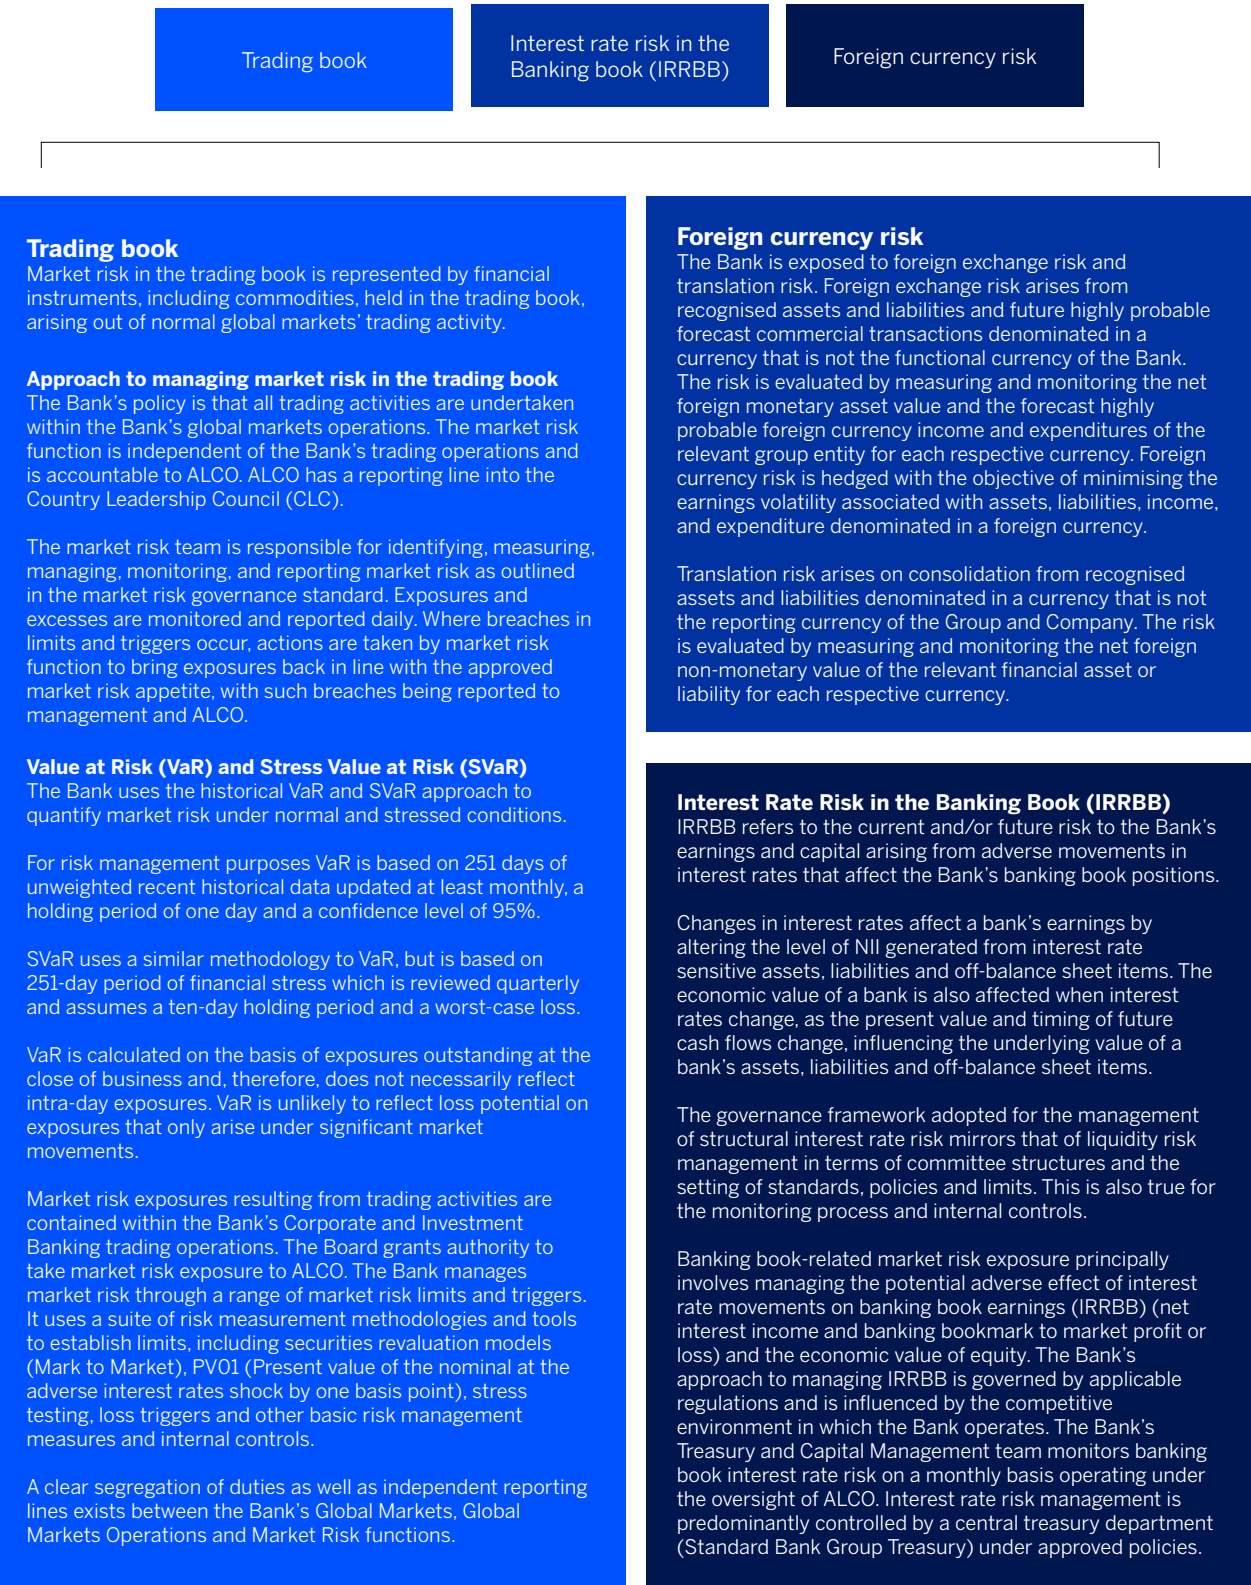 Trading book
Interest rate risk in the
Banking book (IRRBB)
Foreign currency risk
Trading book
Market risk in the trading book is represented by financial
instruments, including commodities, held in the trading book,
arising out of normal global markets’ trading activity.
Approach to managing market risk in the trading book
The Bank’s policy is that all trading activities are undertaken
within the Bank’s global markets operations. The market risk
function is independent of the Bank’s trading operations and
is accountable to ALCO. ALCO has a reporting line into the
Country Leadership Council (CLC).
The market risk team is responsible for identifying, measuring,
managing, monitoring, and reporting market risk as outlined
in the market risk governance standard. Exposures and
excesses are monitored and reported daily. Where breaches in
limits and triggers occur, actions are taken by market risk
function to bring exposures back in line with the approved
market risk appetite, with such breaches being reported to
management and ALCO.
Value at Risk (VaR) and Stress Value at Risk (SVaR)
The Bank uses the historical VaR and SVaR approach to
quantify market risk under normal and stressed conditions.
For risk management purposes VaR is based on 251 days of
unweighted recent historical data updated at least monthly, a
holding period of one day and a confidence level of 95%.
SVaR uses a similar methodology to VaR, but is based on
251-day period of financial stress which is reviewed quarterly
and assumes a ten-day holding period and a worst-case loss.
VaR is calculated on the basis of exposures outstanding at the
close of business and, therefore, does not necessarily reflect
intra-day exposures. VaR is unlikely to reflect loss potential on
exposures that only arise under significant market
movements.
Market risk exposures resulting from trading activities are
contained within the Bank’s Corporate and Investment
Banking trading operations. The Board grants authority to
take market risk exposure to ALCO. The Bank manages
market risk through a range of market risk limits and triggers.
It uses a suite of risk measurement methodologies and tools
to establish limits, including securities revaluation models
(Mark to Market), PV01 (Present value of the nominal at the
adverse interest rates shock by one basis point), stress
testing, loss triggers and other basic risk management
measures and internal controls.
A clear segregation of duties as well as independent reporting
lines exists between the Bank’s Global Markets, Global
Markets Operations and Market Risk functions.
Foreign currency risk
The Bank is exposed to foreign exchange risk and
translation risk. Foreign exchange risk arises from
recognised assets and liabilities and future highly probable
forecast commercial transactions denominated in a
currency that is not the functional currency of the Bank.
The risk is evaluated by measuring and monitoring the net
foreign monetary asset value and the forecast highly
probable foreign currency income and expenditures of the
relevant group entity for each respective currency. Foreign
currency risk is hedged with the objective of minimising the
earnings volatility associated with assets, liabilities, income,
and expenditure denominated in a foreign currency.
Translation risk arises on consolidation from recognised
assets and liabilities denominated in a currency that is not
the reporting currency of the Group and Company. The risk
is evaluated by measuring and monitoring the net foreign
non-monetary value of the relevant financial asset or
liability for each respective currency.
Interest Rate Risk in the Banking Book (IRRBB)
IRRBB refers to the current and/or future risk to the Bank’s
earnings and capital arising from adverse movements in
interest rates that affect the Bank’s banking book positions.
Changes in interest rates affect a bank’s earnings by
altering the level of NII generated from interest rate
sensitive assets, liabilities and off-balance sheet items. The
economic value of a bank is also affected when interest
rates change, as the present value and timing of future
cash flows change, influencing the underlying value of a
bank’s assets, liabilities and off-balance sheet items.
The governance framework adopted for the management
of structural interest rate risk mirrors that of liquidity risk
management in terms of committee structures and the
setting of standards, policies and limits. This is also true for
the monitoring process and internal controls.
Banking book-related market risk exposure principally
involves managing the potential adverse effect of interest
rate movements on banking book earnings (IRRBB) (net
interest income and banking bookmark to market profit or
loss) and the economic value of equity. The Bank’s
approach to managing IRRBB is governed by applicable
regulations and is influenced by the competitive
environment in which the Bank operates. The Bank’s
Treasury and Capital Management team monitors banking
book interest rate risk on a monthly basis operating under
the oversight of ALCO. Interest rate risk management is
predominantly controlled by a central treasury department
(Standard Bank Group Treasury) under approved policies.